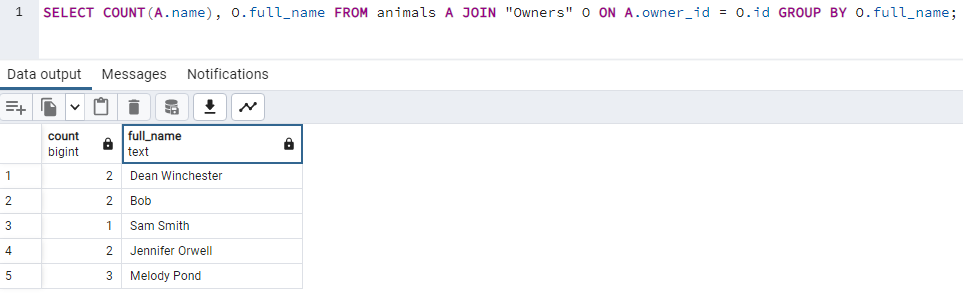 1 SELECT COUNT(A.name), O.full_name FROM animals A JOIN "Owners" O ON A.owner_id = O.id GROUP BY O.full_name;
Data output Messages Notifications
count full_name
bigint text
1 2 Dean Winchester
2 2 Bob
3 1 Sam Smith
4 2 Jennifer Orwell
5 3 Melody Pond